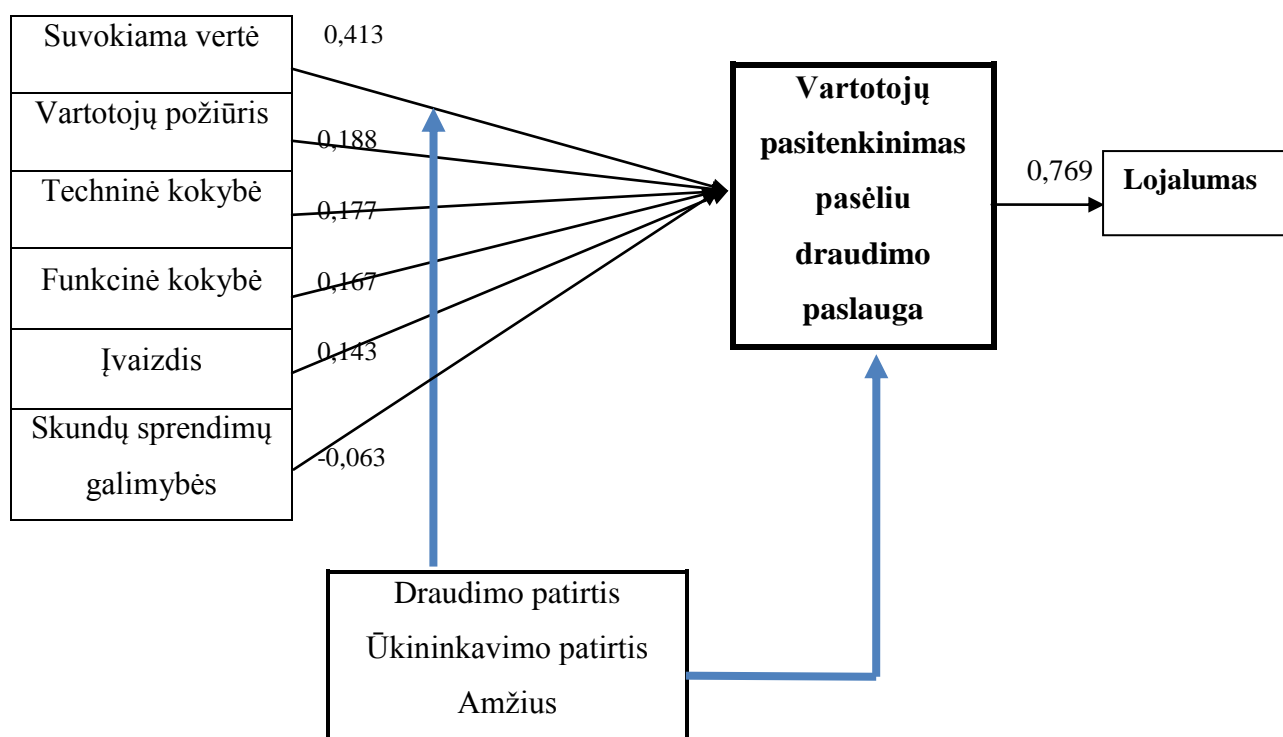 Suvokiama vertė
0,413
Vartotojų požiūris
0,188
Techninė kokybė
0,177
Funkcinė kokybė
0,167
Įvaizdis
0,143
Skundų sprendimų
galimybės
-0,063
Vartotojų
pasitenkinimas
pasėliu
draudimo
paslauga
0,769
Lojalumas
Draudimo patirtis
Ūkininkavimo patirtis
Amžius